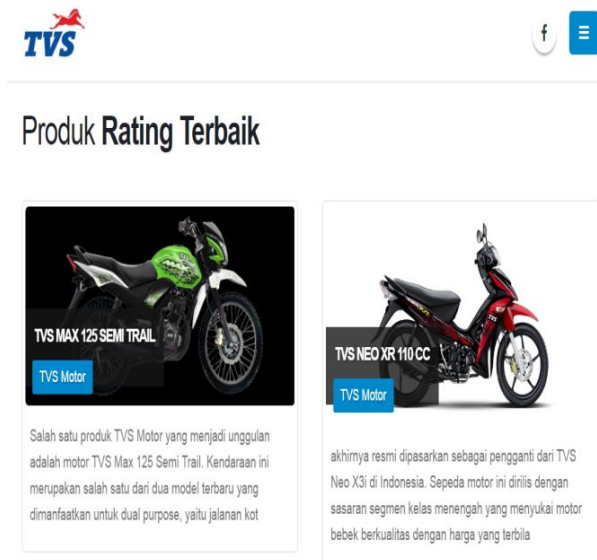 TVS
f
Produk Rating Terbaik
TVS MAX 125 SEMI TRAIL
TVS Motor
Salah satu produk TVS Motor yang menjadi unggulan
adalah motor TVS Max 125 Semi Trail. Kendaraan ini
merupakan salah satu dari dua model terbaru yang
dimanfaatkan untuk dual purpose, yaitu jalanan kot
TVS NEO XR 110 CC
TVS Motor
akhirnya resmi dipasarkan sebagai pengganti dari TVS
Neo X3i di Indonesia. Sepeda motor ini dirilis dengan
sasaran segmen kelas menengah yang menyukai motor
bebek berkualitas dengan harga yang terbila